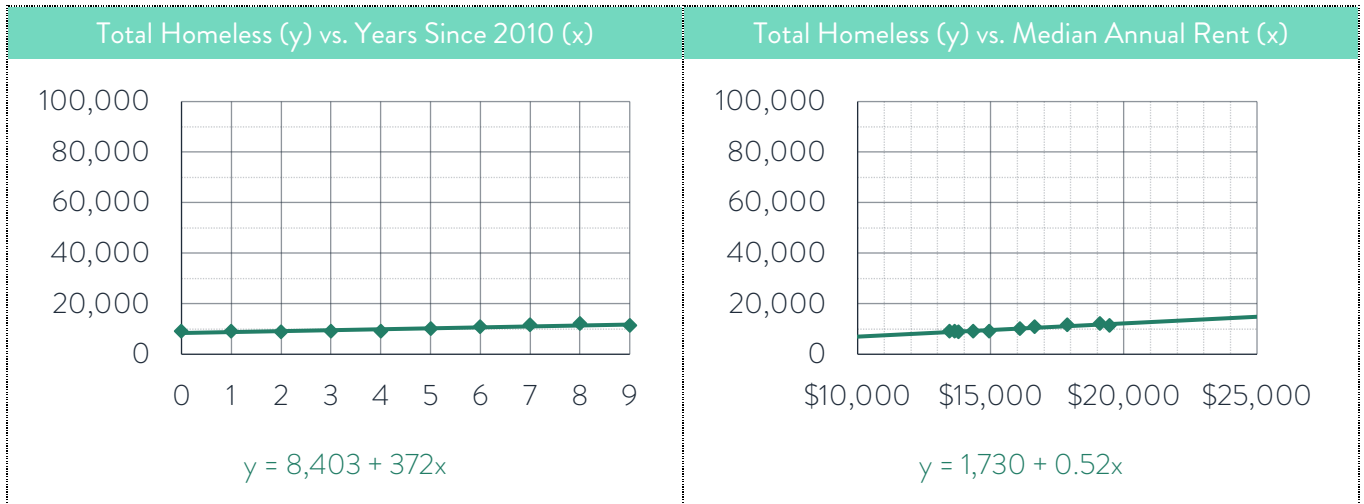 Total Homeless (y) vs. Years Since 2010 (x)
100,000
80,000
60,000
40,000
20,000
0
0 1 2 3 4 5 6 7 8 9
y = 8,403 + 372x
Total Homeless (y) vs. Median Annual Rent (x)
100,000
80,000
60,000
40,000
20,000
0
$10,000 $15,000 $20,000 $25,000
y = 1,730 + 0.52x